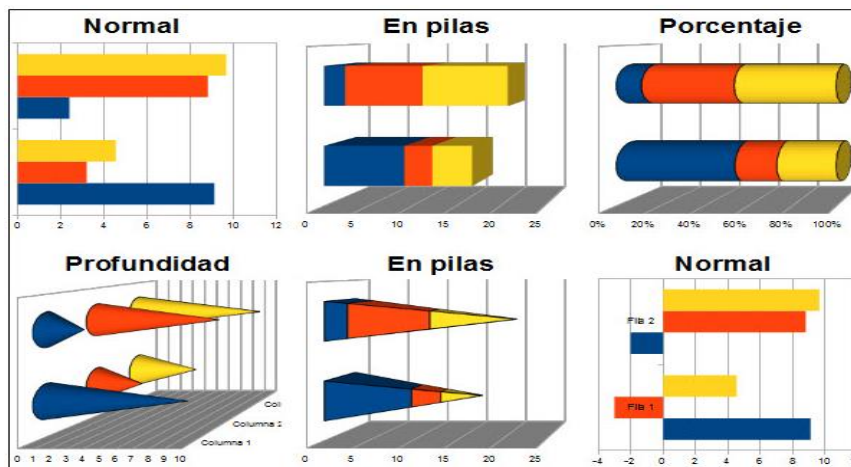 Normal
En pilas
Porcentaje
0 2 4 6 8 10 12
0 5 10 15 20 25
0% 20% 40% 60% 80% 100%
Profundidad
En pilas
Normal
Fila 2
Fila 1
Colu
Columna 2
Columna 1
0 1 2 3 4 5 6 7 8 9 10
0 5 10 15 20 25
-4 -2 0 2 4 6 8 10